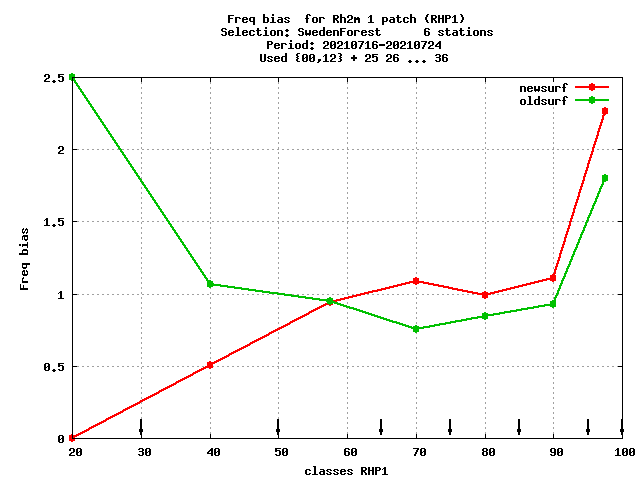 Freq bias  for Rh2m 1 patch (RHP1)
Selection: SwedenForest      6 stations
Period: 20210716-20210724
Used {00,12} + 25 26 ... 36
newsurf
oldsurf
2.5
2
1.5
1
0.5
0
Freq bias
20 30 40 50 60 70 80 90 100
classes RHP1